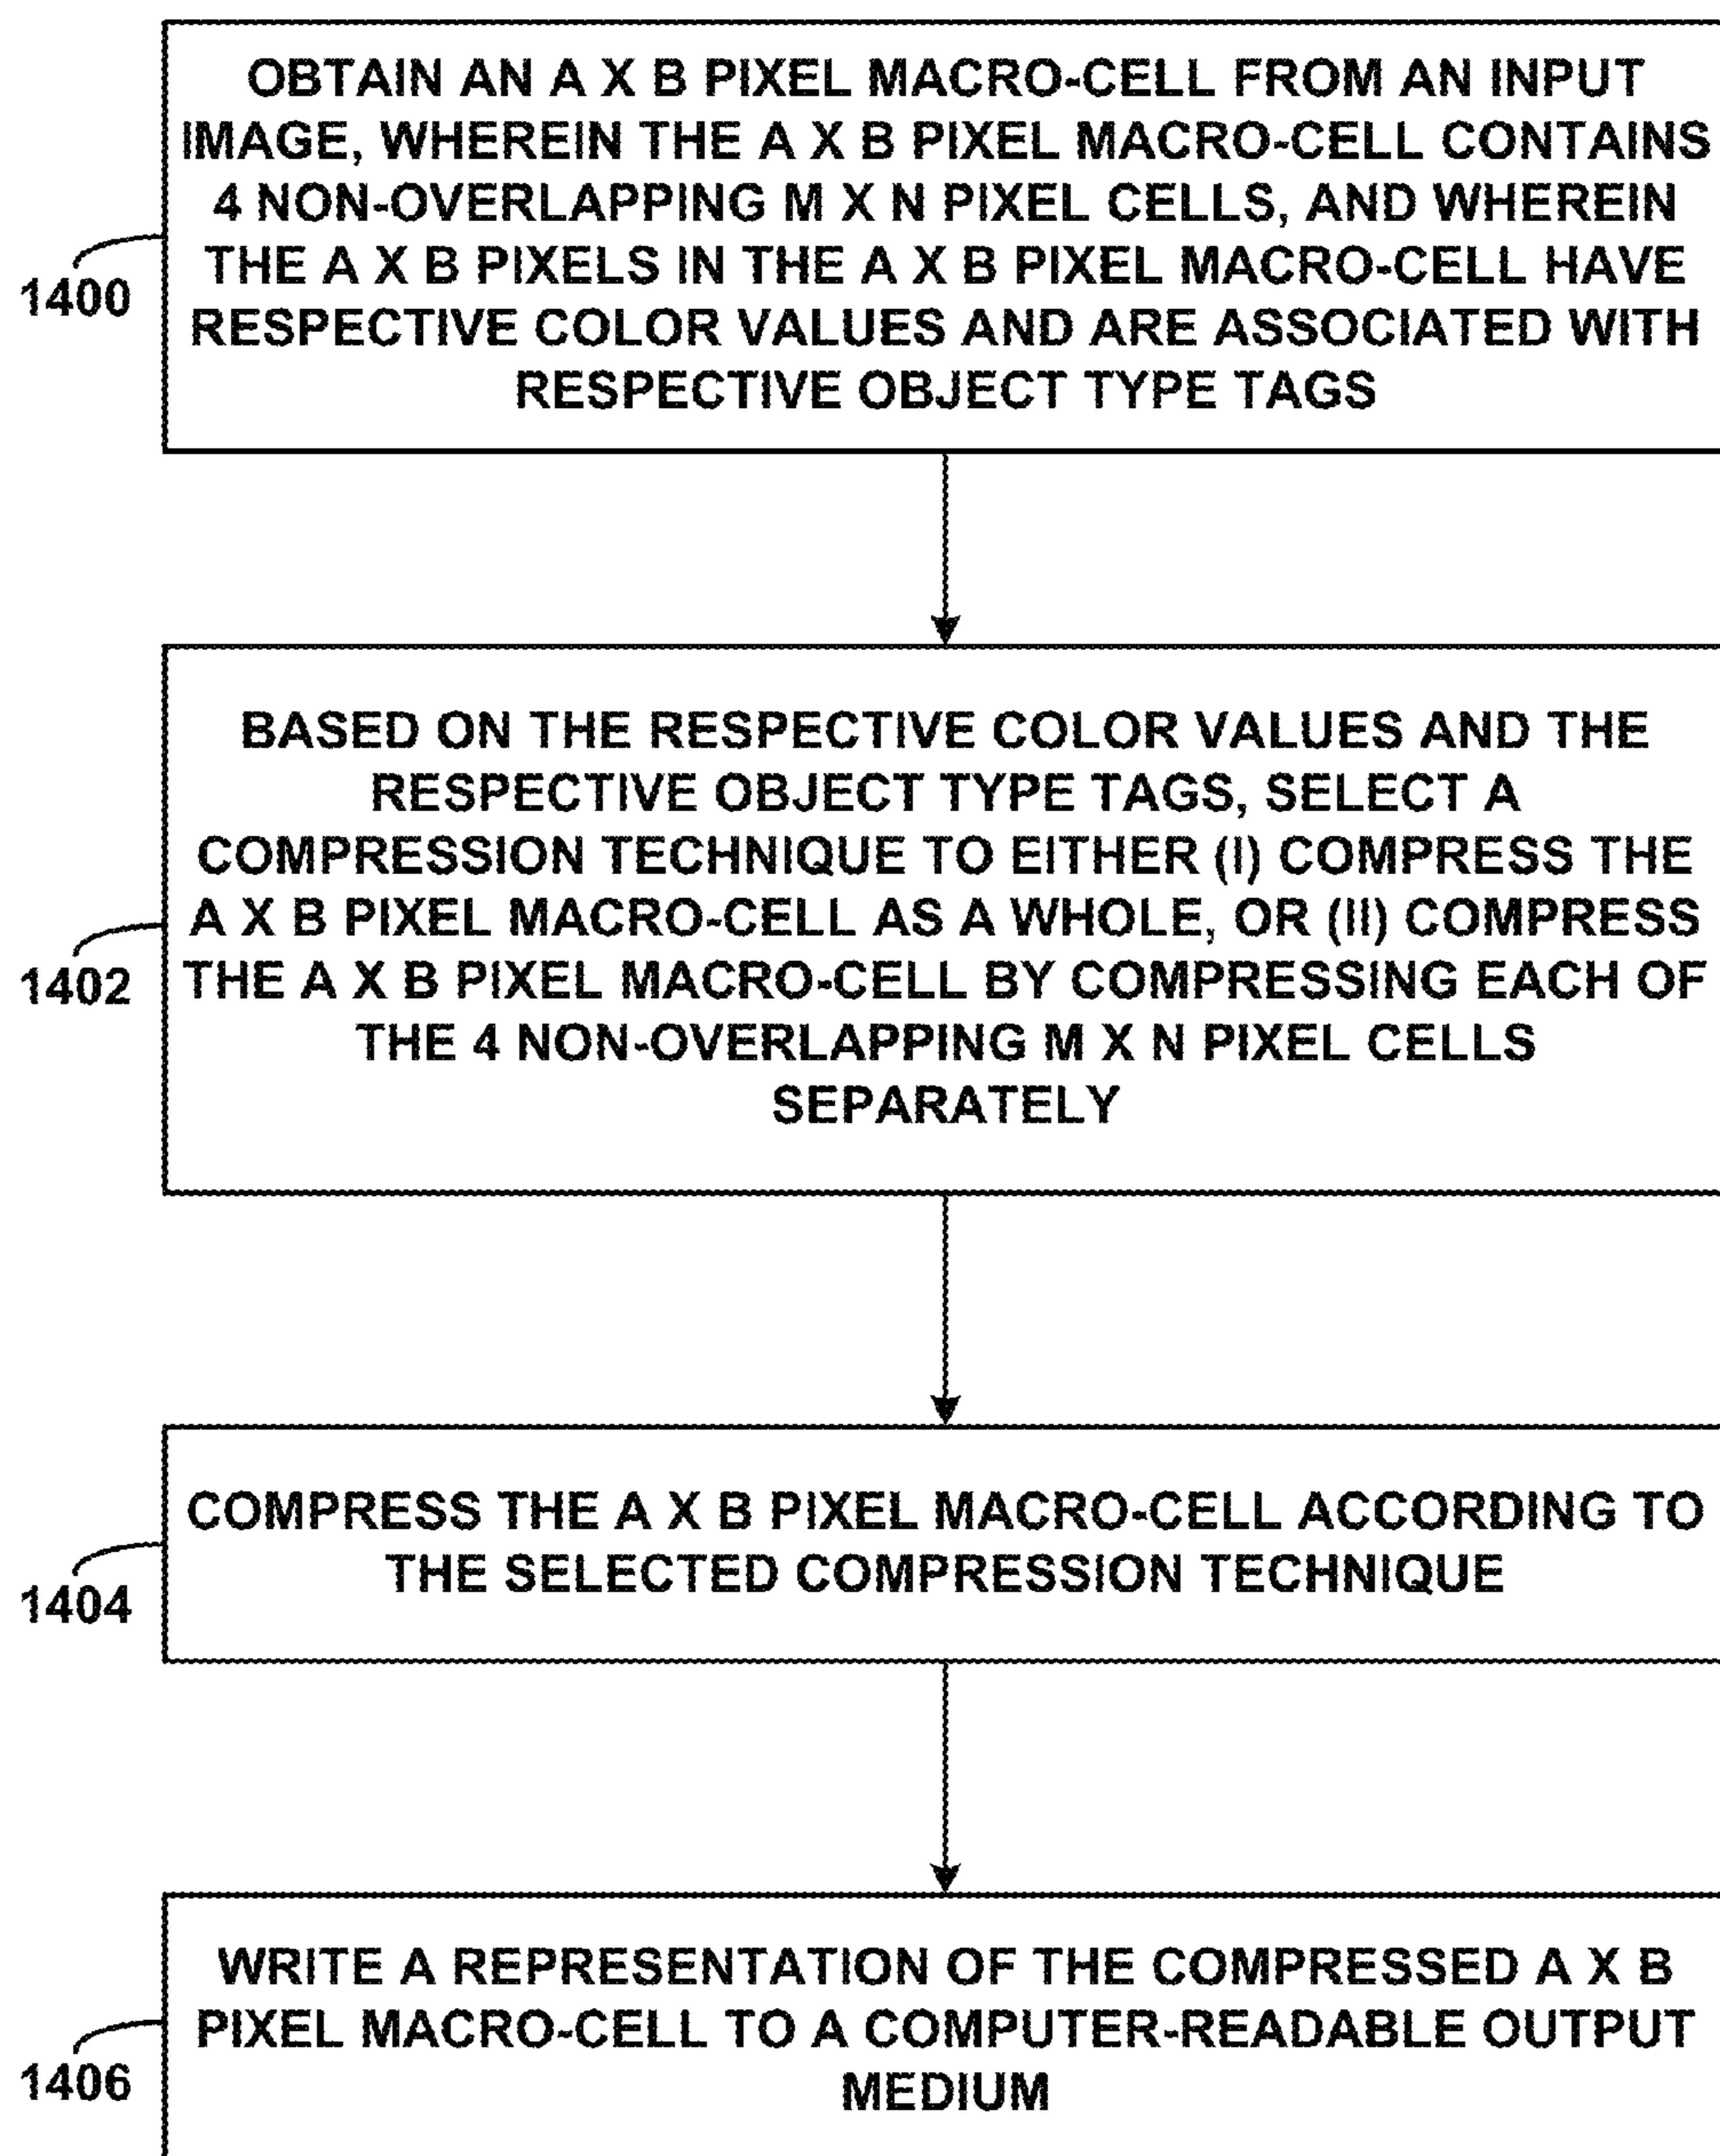 OBTAIN AN A X B PIXEL MACRO-CELL FROM AN INPUT
IMAGE, WHEREIN THE A X B PIXEL MACRO-CELL CONTAINS
4 NON-OVERLAPPING M X N PIXEL CELLS, AND WHEREIN
THE A X B PIXELS IN THE A X B PIXEL MACRO-CELL HAVE
RESPECTIVE COLOR VALUES AND ARE ASSOCIATED WITH
RESPECTIVE OBJECT TYPE TAGS
1400
BASED ON THE RESPECTIVE COLOR VALUES AND THE
RESPECTIVE OBJECT TYPE TAGS, SELECT A
COMPRESSION TECHNIQUE TO EITHER (I) COMPRESS THE
A X B PIXEL MACRO-CELL AS A WHOLE, OR (II) COMPRESS
THE A X B PIXEL MACRO-CELL BY COMPRESSING EACH OF
THE 4 NON-OVERLAPPING M X N PIXEL CELLS
SEPARATELY
1402
COMPRESS THE A X B PIXEL MACRO-CELL ACCORDING TO
THE SELECTED COMPRESSION TECHNIQUE
1404
WRITE A REPRESENTATION OF THE COMPRESSED A X B
PIXEL MACRO-CELL TO A COMPUTER-READABLE OUTPUT
MEDIUM
1406